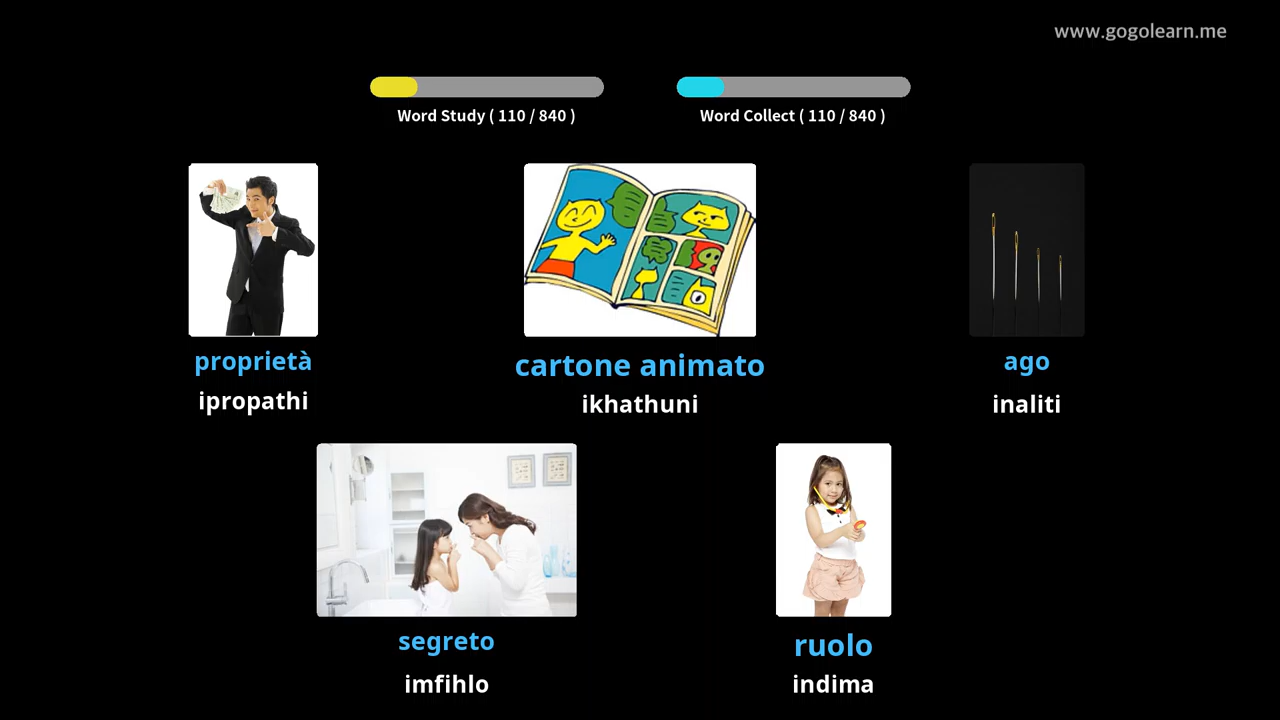 www.gogolearn.me
Word Study ( 110 / 840 )
Word Collect ( 110 / 840 )
proprietà
ipropathi
cartone animato
ikhathuni
ago
inaliti
segreto
imfihlo
ruolo
indima